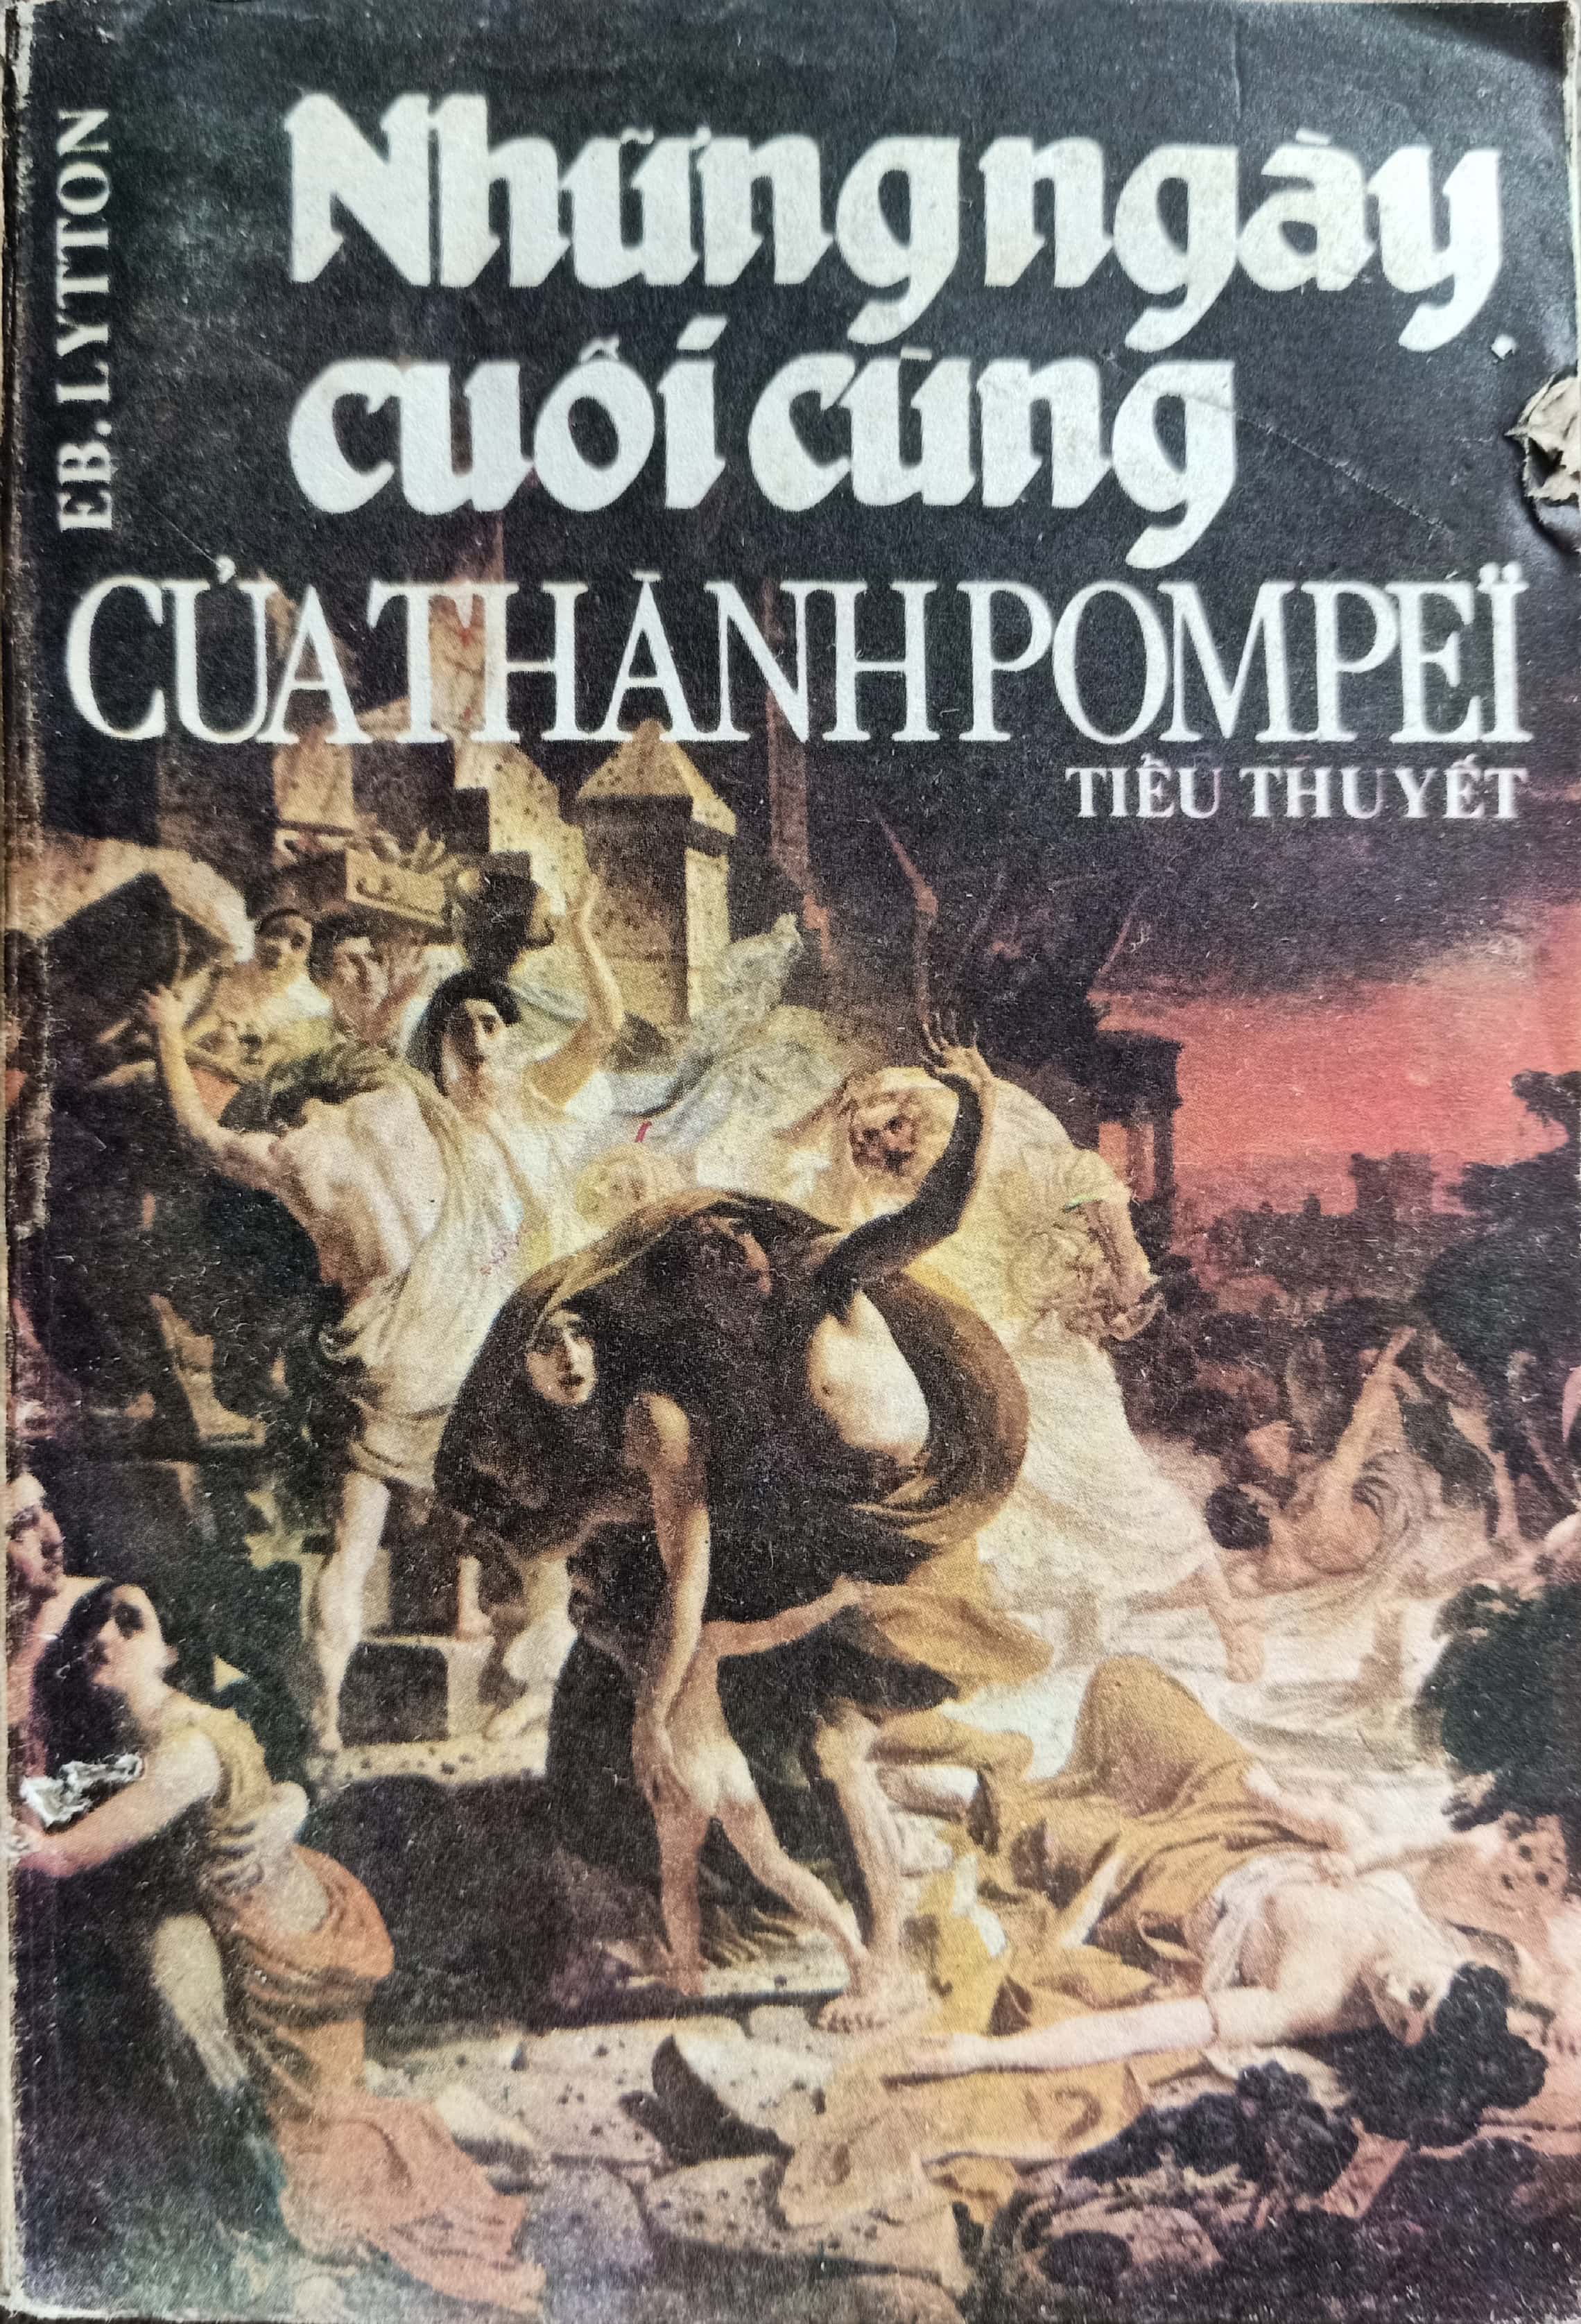 EB. LYTTON
Những ngày
cuối cùng
CỦA THÀNH POMPEÏ
TIỂU THUYẾT